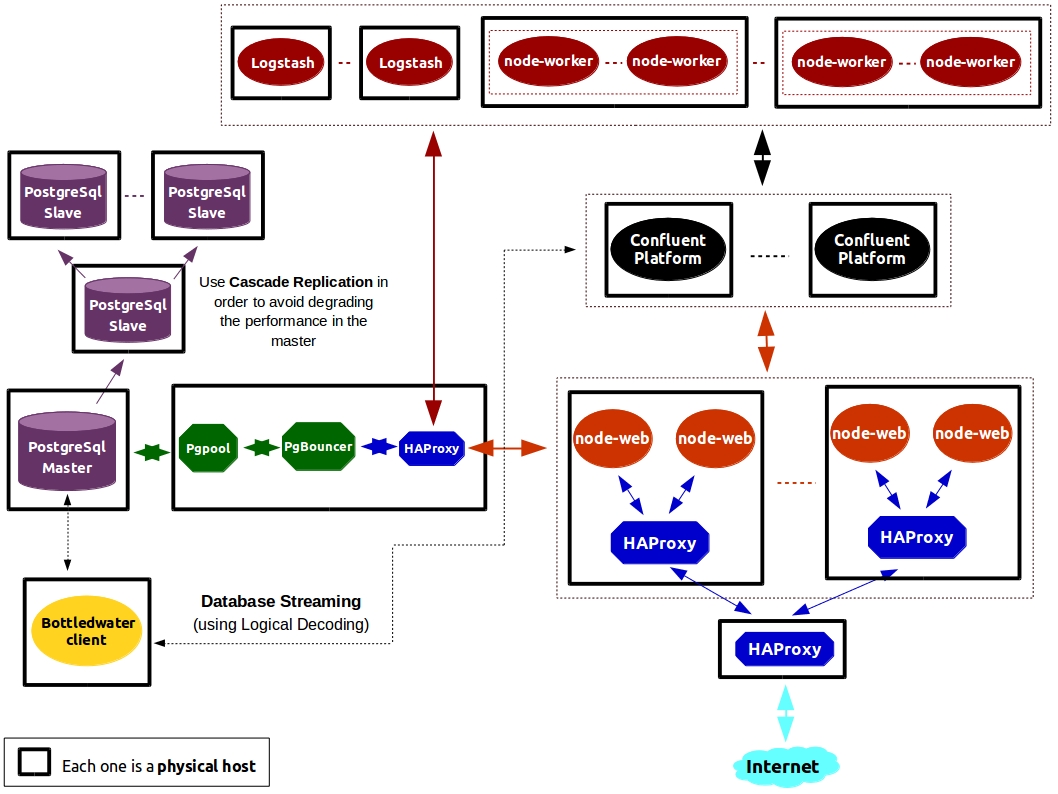 Logstash
Logstash
node-worker
node-worker
node-worker
node-worker
PostgreSql
Slave
PostgreSql
Slave
PostgreSql
Slave
Use Cascade Replication in
order to avoid degrading
the performance in the
master
Confluent
Platform
Confluent
Platform
PostgreSql
Master
Pgpool
PgBouncer
HAProxy
node-web
node-web
HAProxy
node-web
node-web
HAProxy
Bottledwater
client
Database Streaming
(using Logical Decoding)
HAProxy
Internet
Each one is a physical host